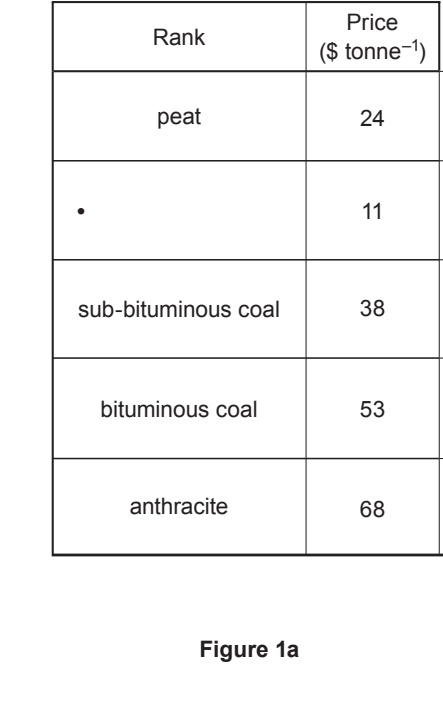 Rank
Price
($ tonne⁻¹)
peat
24
•
11
sub-bituminous coal
38
bituminous coal
53
anthracite
68
Figure 1a